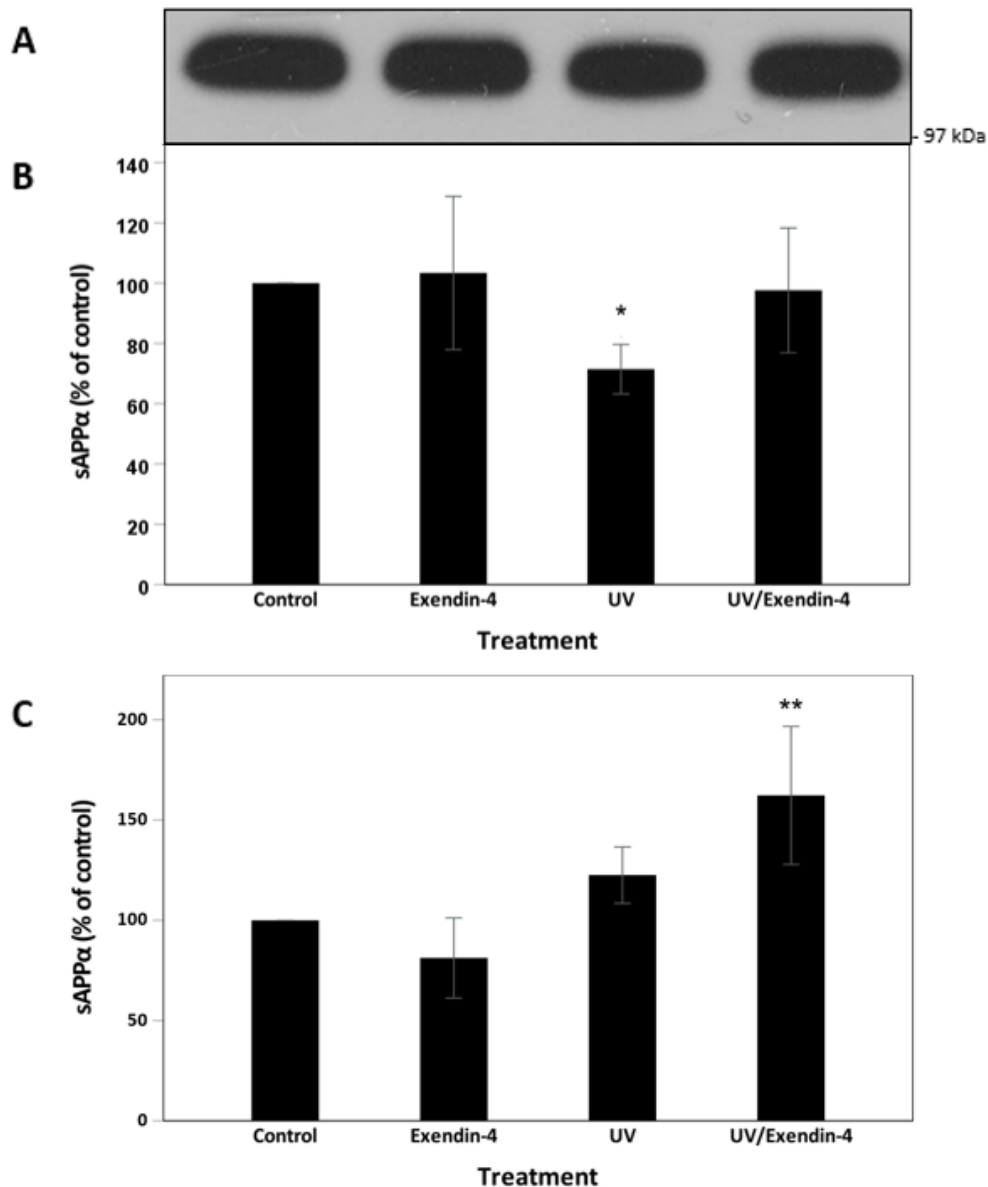 A
- 97 kDa
B
140
120
100
80
60
40
20
0
sAPPα (% of control)
*
Control Exendin-4 UV UV/Exendin-4
Treatment
C
200
150
100
50
0
sAPPα (% of control)
**
Control Exendin-4 UV UV/Exendin-4
Treatment